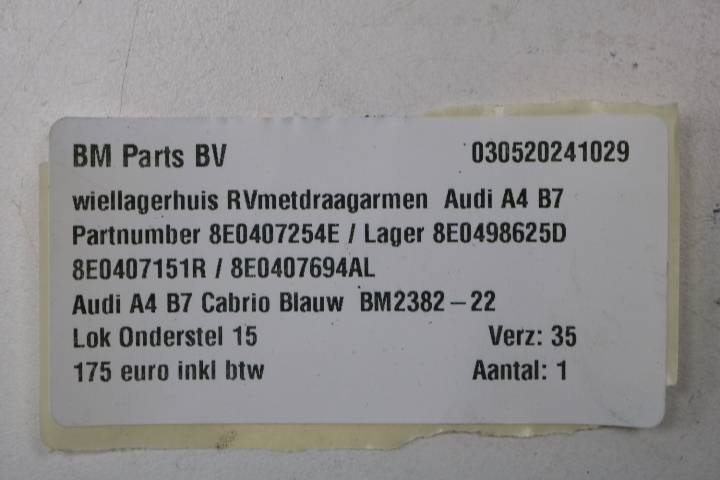 BM Parts BV 030520241029
wiellagerhuis RVmetdraagarmen Audi A4 B7
Partnumber 8E0407254E / Lager 8E0498625D
8E0407151R / 8E0407694AL
Audi A4 B7 Cabrio Blauw BM2382-22
Lok Onderstel 15 Verz: 35
175 euro inkl btw Aantal: 1